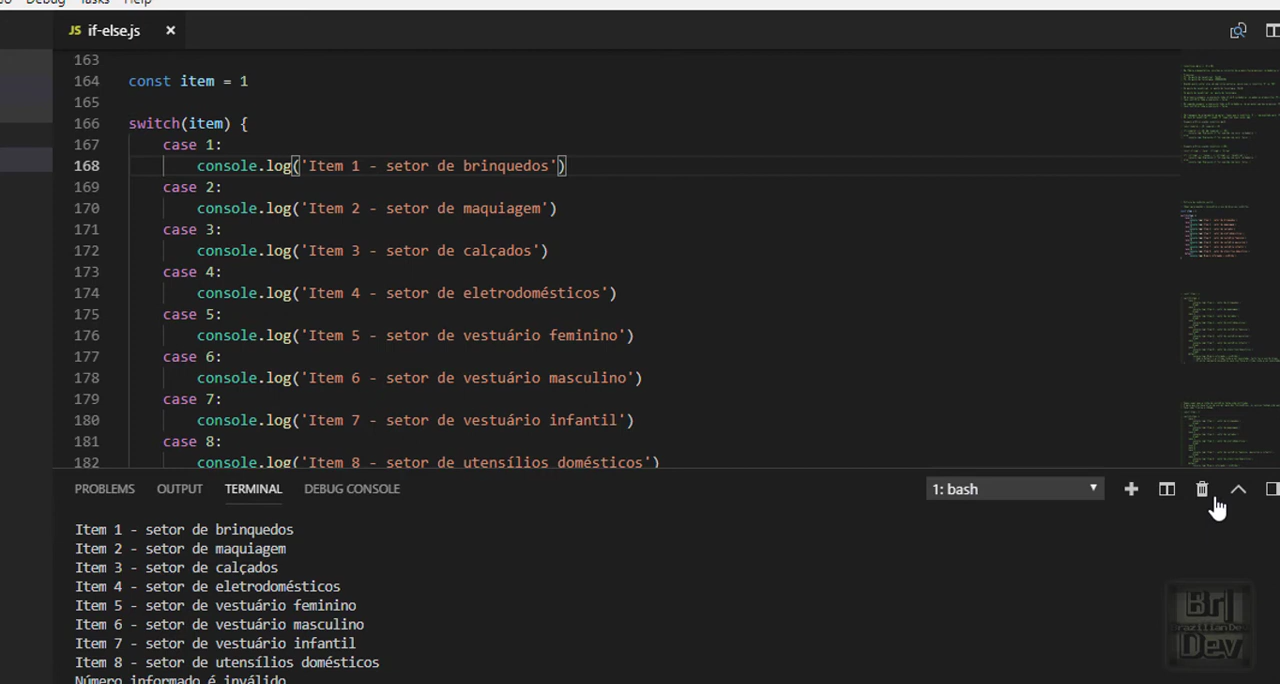 Debug Tasks Help
JS if-else.js ×
163
164 const item = 1
165
166 switch(item) {
167 case 1:
168 console.log('Item 1 - setor de brinquedos')
169 case 2:
170 console.log('Item 2 - setor de maquiagem')
171 case 3:
172 console.log('Item 3 - setor de calçados')
173 case 4:
174 console.log('Item 4 - setor de eletrodomésticos')
175 case 5:
176 console.log('Item 5 - setor de vestuário feminino')
177 case 6:
178 console.log('Item 6 - setor de vestuário masculino')
179 case 7:
180 console.log('Item 7 - setor de vestuário infantil')
181 case 8:
182 console.log('Item 8 - setor de utensílios domésticos')
PROBLEMS OUTPUT TERMINAL DEBUG CONSOLE 1: bash
Item 1 - setor de brinquedos
Item 2 - setor de maquiagem
Item 3 - setor de calçados
Item 4 - setor de eletrodomésticos
Item 5 - setor de vestuário feminino
Item 6 - setor de vestuário masculino
Item 7 - setor de vestuário infantil
Item 8 - setor de utensílios domésticos
Número informado é inválido
Br
Dev